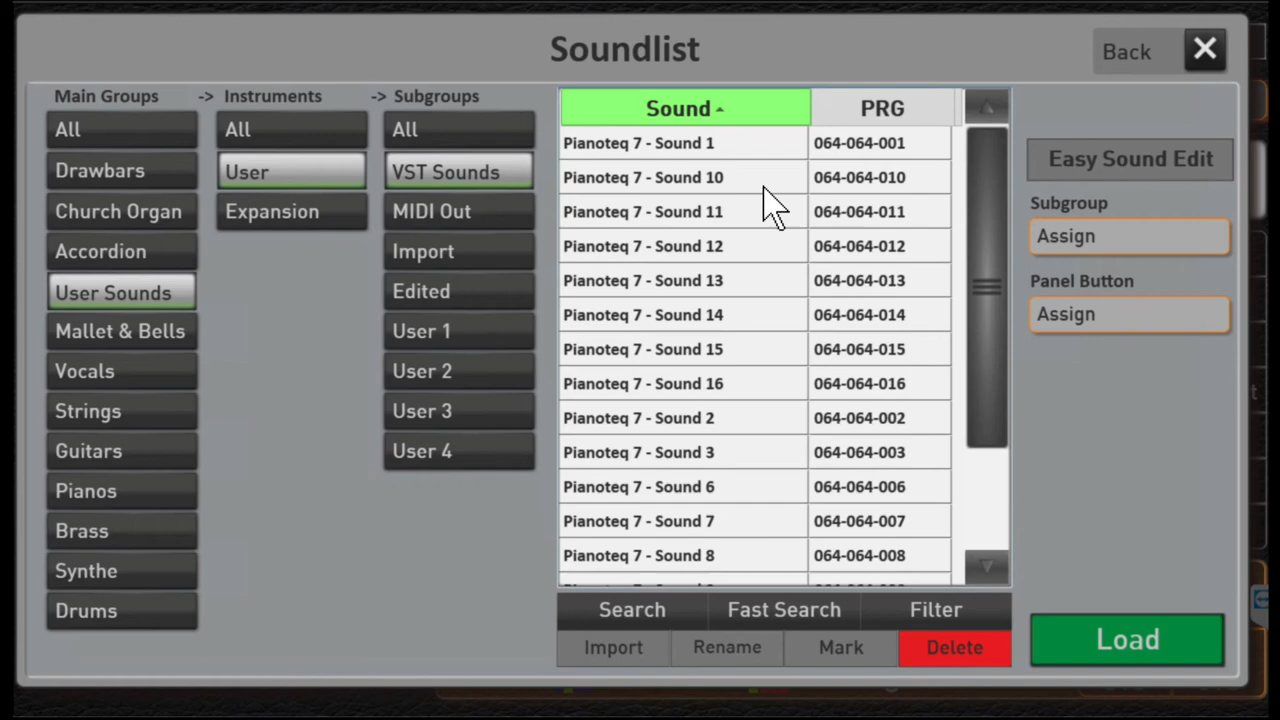 Soundlist
Back
Main Groups -> Instruments -> Subgroups
All
Drawbars
Church Organ
Accordion
User Sounds
Mallet & Bells
Vocals
Strings
Guitars
Pianos
Brass
Synthe
Drums
All
User
Expansion
All
VST Sounds
MIDI Out
Import
Edited
User 1
User 2
User 3
User 4
Sound PRG
Pianoteq 7 - Sound 1 064-064-001
Pianoteq 7 - Sound 10 064-064-010
Pianoteq 7 - Sound 11 064-064-011
Pianoteq 7 - Sound 12 064-064-012
Pianoteq 7 - Sound 13 064-064-013
Pianoteq 7 - Sound 14 064-064-014
Pianoteq 7 - Sound 15 064-064-015
Pianoteq 7 - Sound 16 064-064-016
Pianoteq 7 - Sound 2 064-064-002
Pianoteq 7 - Sound 3 064-064-003
Pianoteq 7 - Sound 6 064-064-006
Pianoteq 7 - Sound 7 064-064-007
Pianoteq 7 - Sound 8 064-064-008
Search Fast Search Filter
Import Rename Mark Delete
Easy Sound Edit
Subgroup
Assign
Panel Button
Assign
Load